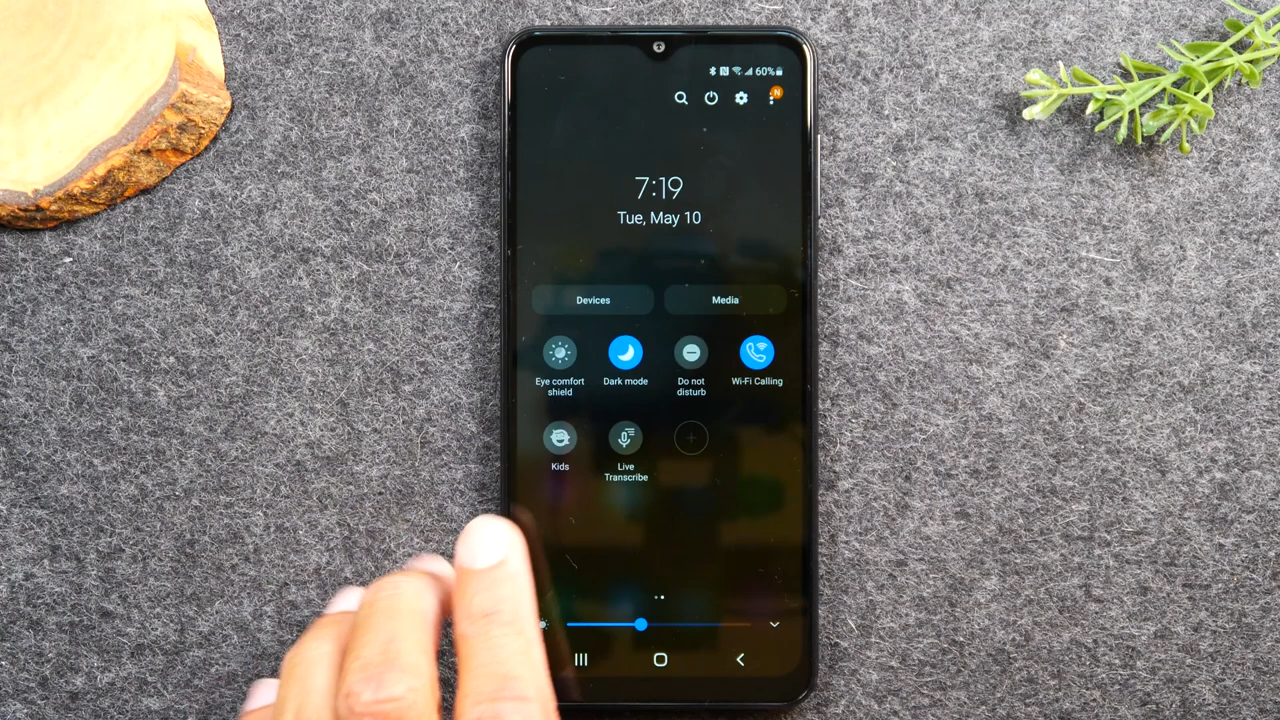 60%
N
7:19
Tue, May 10
Devices
Media
Eye comfort
shield
Dark mode
Do not
disturb
Wi-Fi Calling
Kids
Live
Transcribe